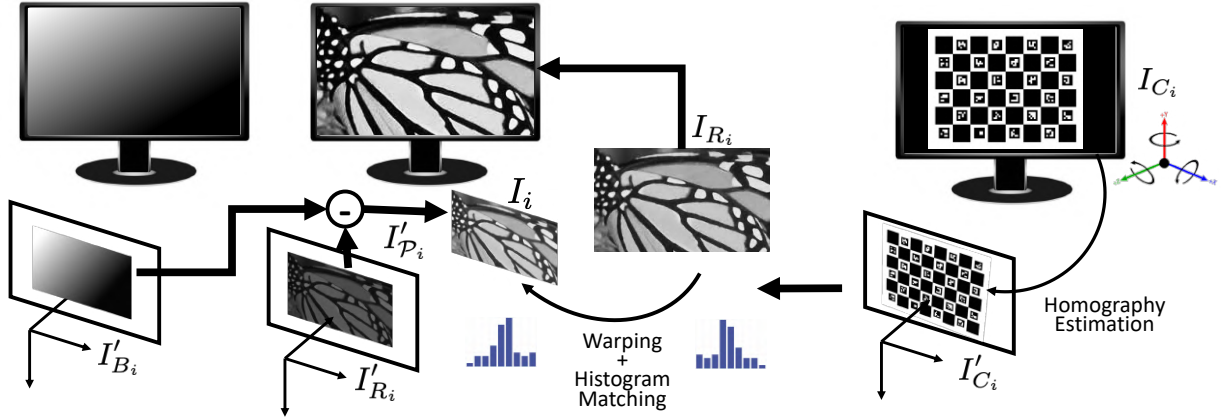 I_{C_i}
I_{R_i}
I_i
-
I'_{\mathcal{P}_i}
I'_{B_i}
I'_{R_i}
I'_{C_i}
Homography
Estimation
Warping
+
Histogram
Matching